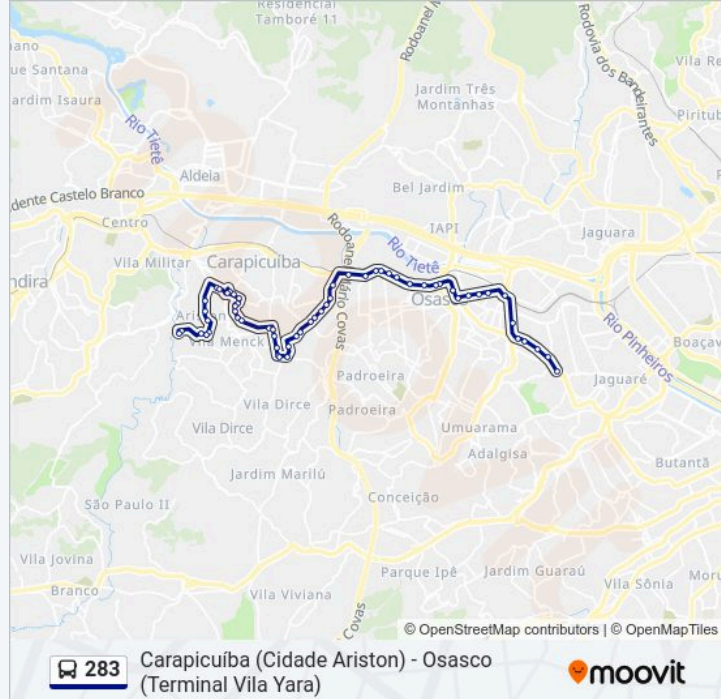 Residencial
Tamboré 11
Rodoanel M
Rodovia dos Bandeirantes
Vila Re
ano
ue Santana
ardim Isaura
Jardim Três
Montanhas
Piritub
Rio Tietê
Aldeia
dente Castelo Branco
Bel Jardim
Centro
IAPI
Jaguara
Rodoanel Mário Covas
Rio Tietê
Vila Militar
Carapicuíba
ndira
Osas
Ariston
Vila Menck
Rio Pinheiros
Boaçav
Padroeira
Jaguaré
Vila Dirce
Padroeira
Vila Dirce
Umuarama
Adalgisa
Butantã
Jardim Marilú
Conceição
São Paulo II
Vila Jovina
Parque Ipê
Jardim Guaraú
Branco
Vila Viviana
Vila Sônia
Moru
Covas
© OpenStreetMap contributors | © OpenMapTiles
283
Carapicuíba (Cidade Ariston) - Osasco
(Terminal Vila Yara)
moovit